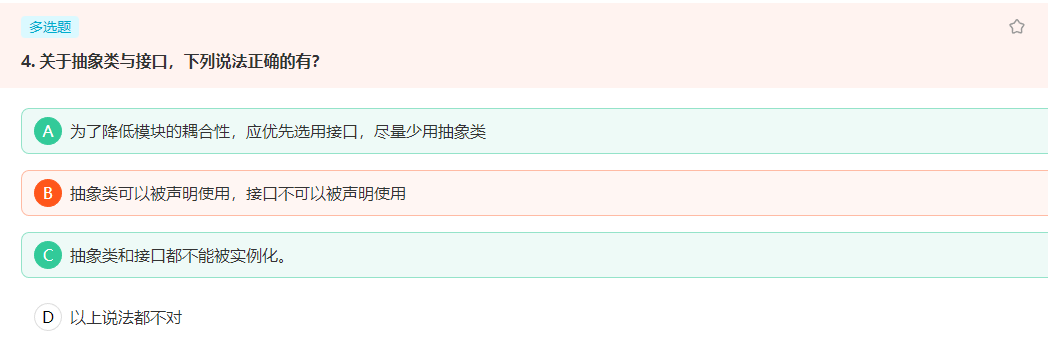 多选题
4. 关于抽象类与接口，下列说法正确的有?
A 为了降低模块的耦合性，应优先选用接口，尽量少用抽象类
B 抽象类可以被声明使用，接口不可以被声明使用
C 抽象类和接口都不能被实例化。
D 以上说法都不对